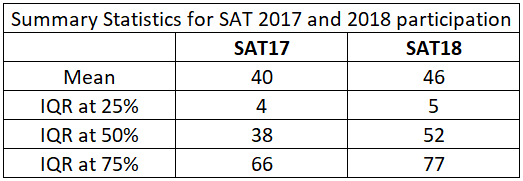 Summary Statistics for SAT 2017 and 2018 participation
SAT17 SAT18
Mean 40 46
IQR at 25% 4 5
IQR at 50% 38 52
IQR at 75% 66 77